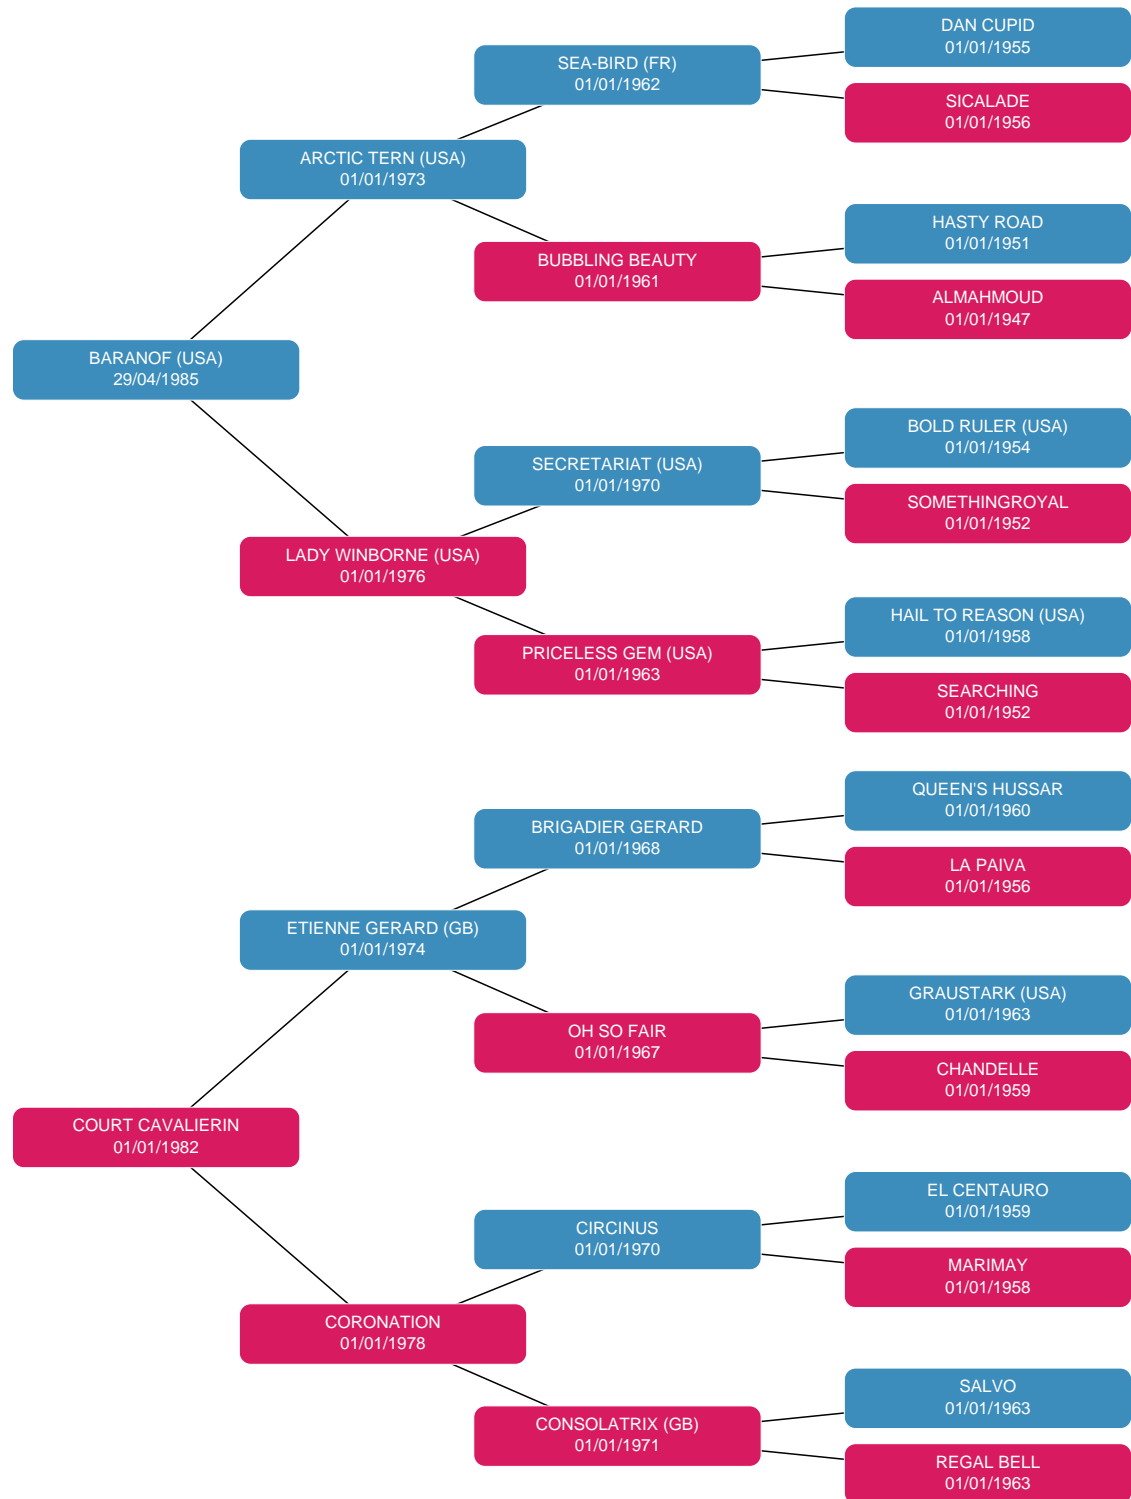 DAN CUPID
01/01/1955
SEA-BIRD (FR)
01/01/1962
SICALADE
01/01/1956
ARCTIC TERN (USA)
01/01/1973
HASTY ROAD
01/01/1951
BUBBLING BEAUTY
01/01/1961
ALMAHMOUD
01/01/1947
BARANOF (USA)
29/04/1985
BOLD RULER (USA)
01/01/1954
SECRETARIAT (USA)
01/01/1970
SOMETHINGROYAL
01/01/1952
LADY WINBORNE (USA)
01/01/1976
HAIL TO REASON (USA)
01/01/1958
PRICELESS GEM (USA)
01/01/1963
SEARCHING
01/01/1952
QUEEN'S HUSSAR
01/01/1960
BRIGADIER GERARD
01/01/1968
LA PAIVA
01/01/1956
ETIENNE GERARD (GB)
01/01/1974
GRAUSTARK (USA)
01/01/1963
OH SO FAIR
01/01/1967
CHANDELLE
01/01/1959
COURT CAVALIERIN
01/01/1982
EL CENTAURO
01/01/1959
CIRCINUS
01/01/1970
MARIMAY
01/01/1958
CORONATION
01/01/1978
SALVO
01/01/1963
CONSOLATRIX (GB)
01/01/1971
REGAL BELL
01/01/1963